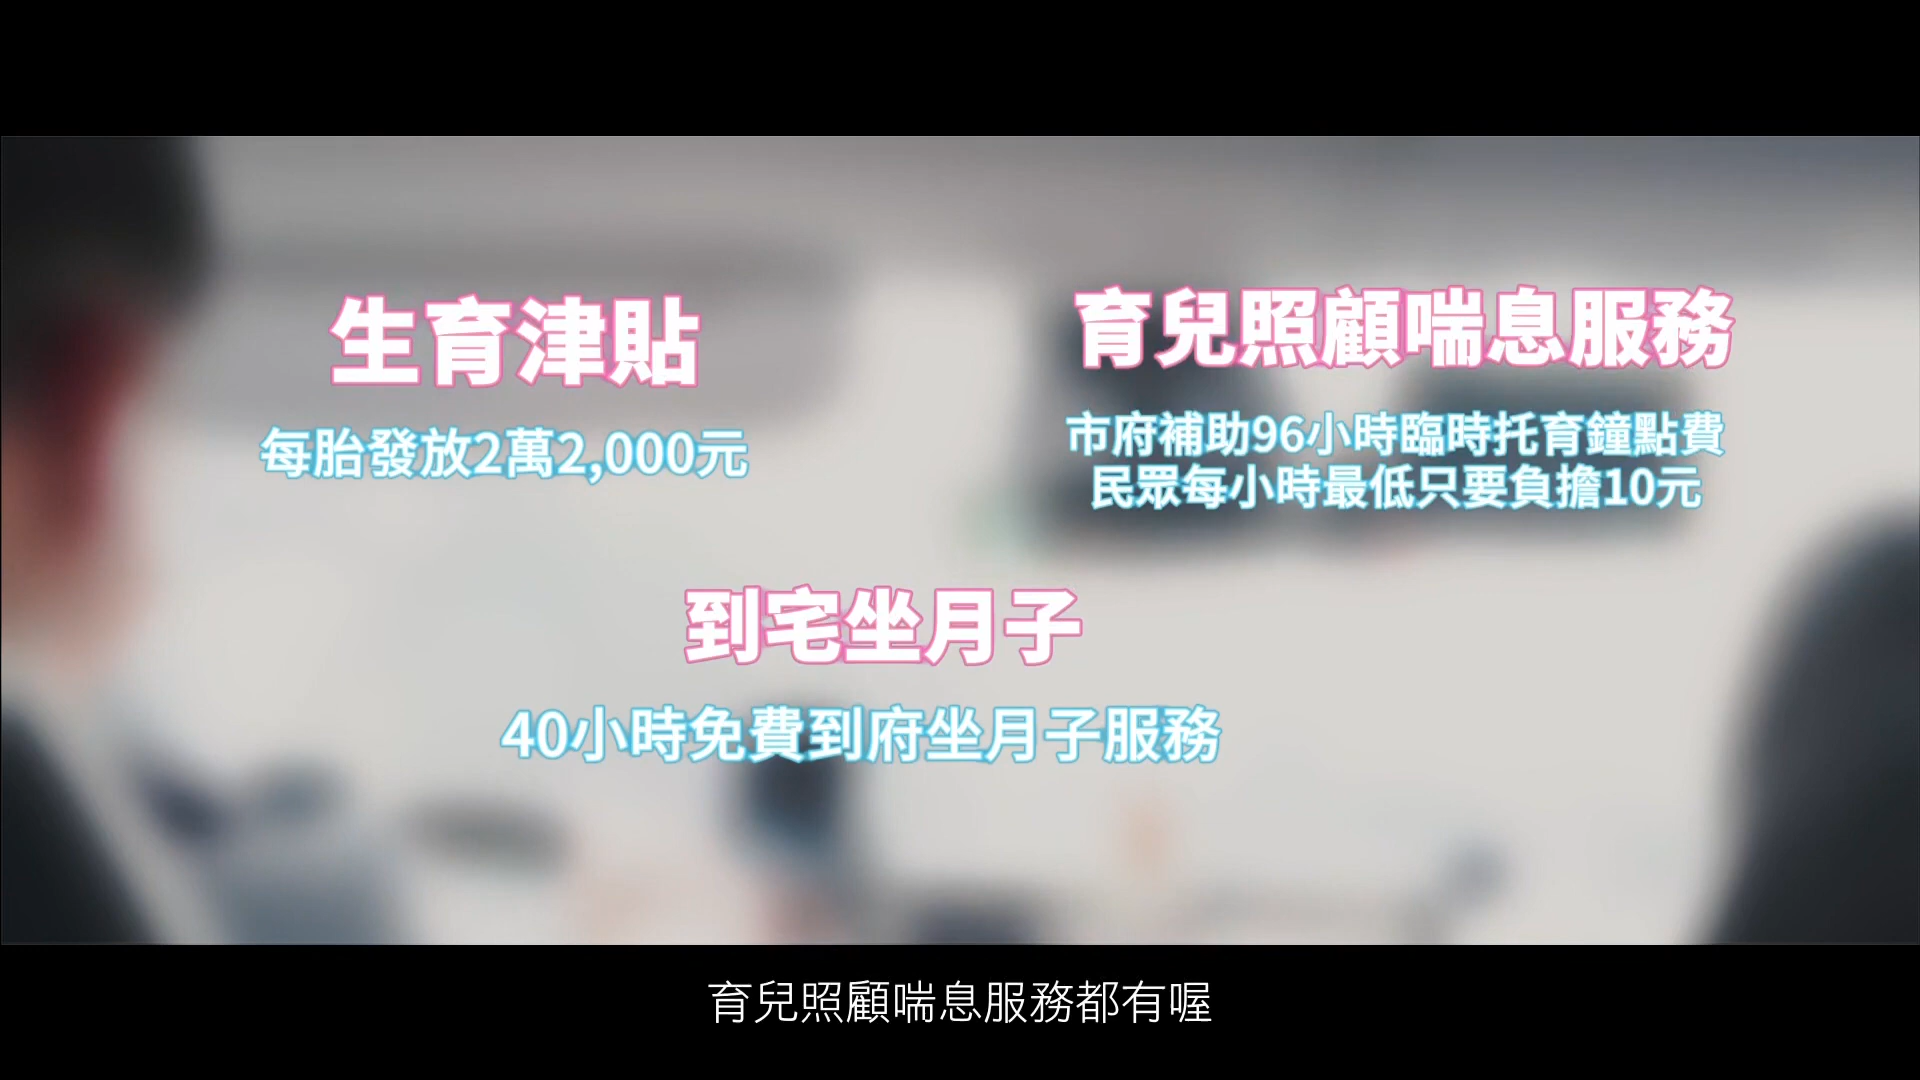 生育津貼
每胎發放2萬2,000元
育兒照顧喘息服務
市府補助96小時臨時托育鐘點費
民眾每小時最低只要負擔10元
到宅坐月子
40小時免費到府坐月子服務
育兒照顧喘息服務都有喔